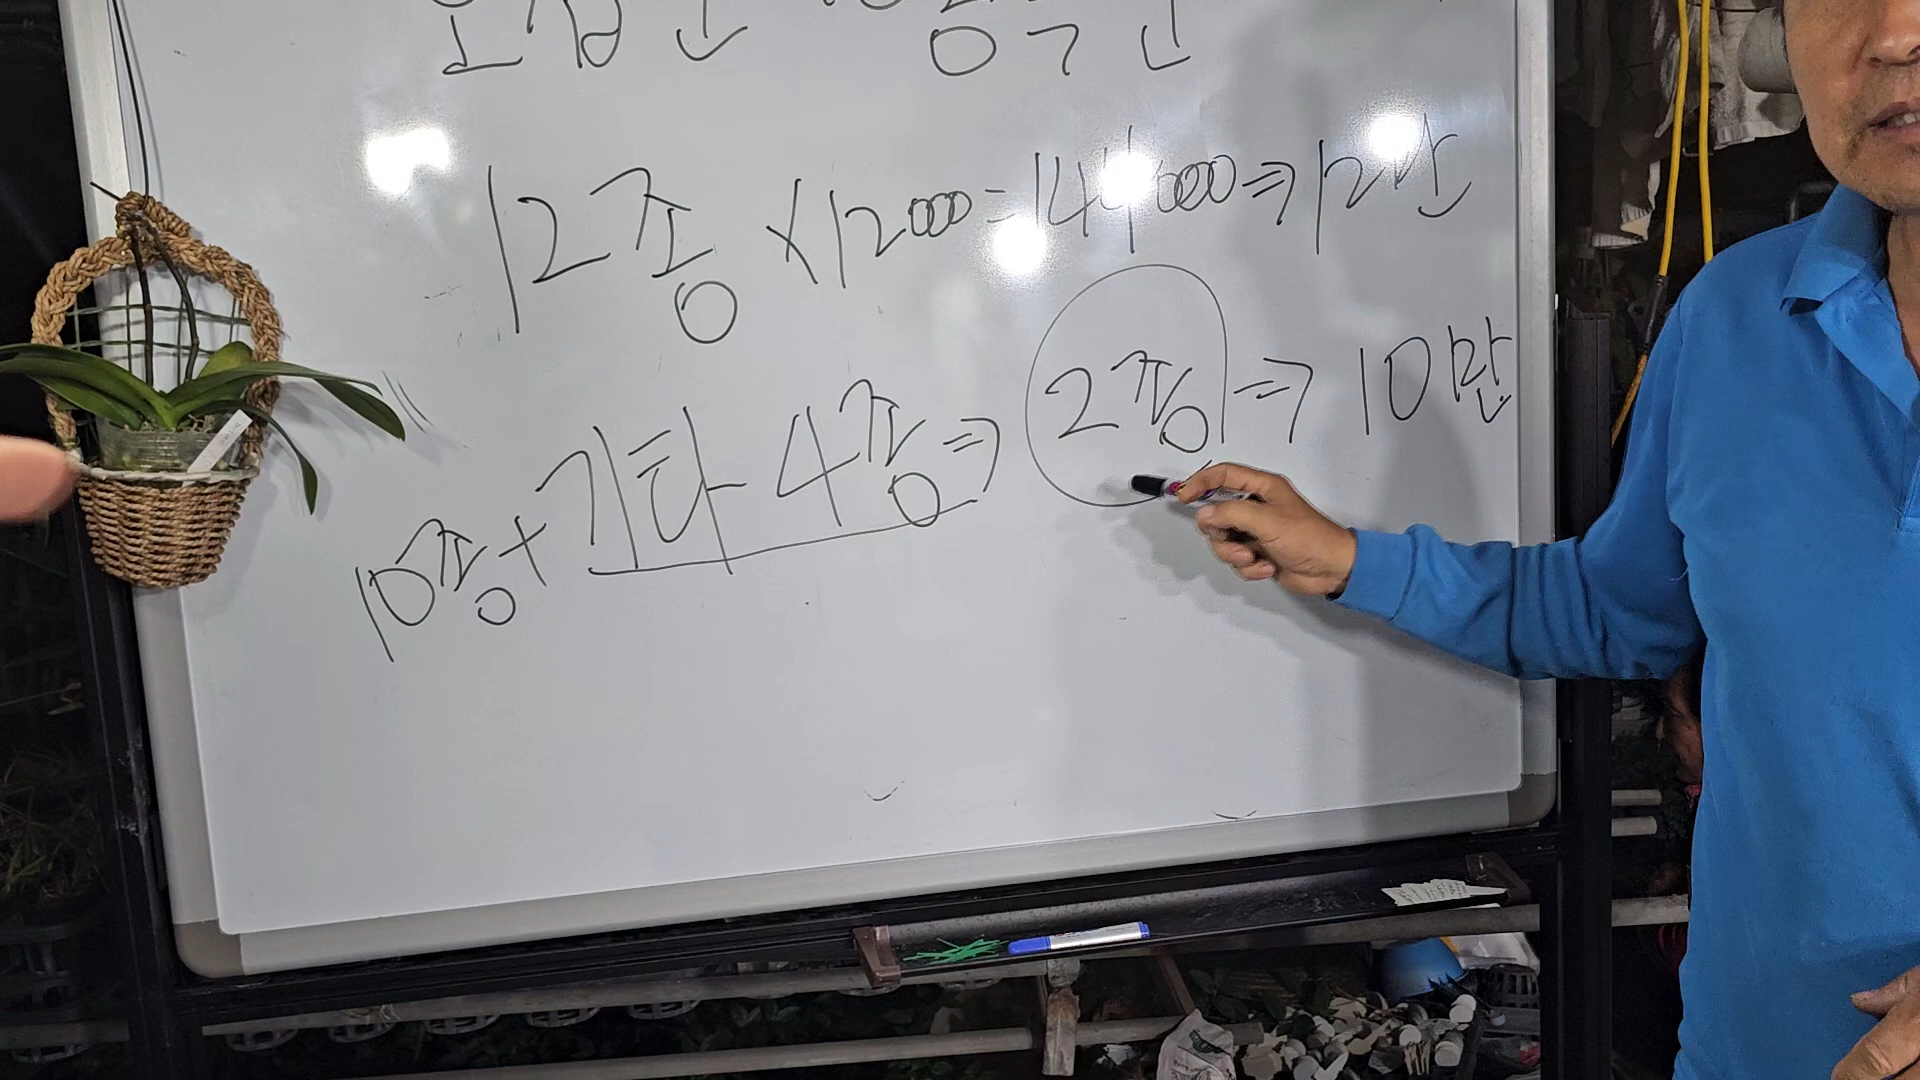 12종 x 12000 = 144000 ⇒ 12만
10종 + 기타 4종 ⇒ 2종 ⇒ 10만